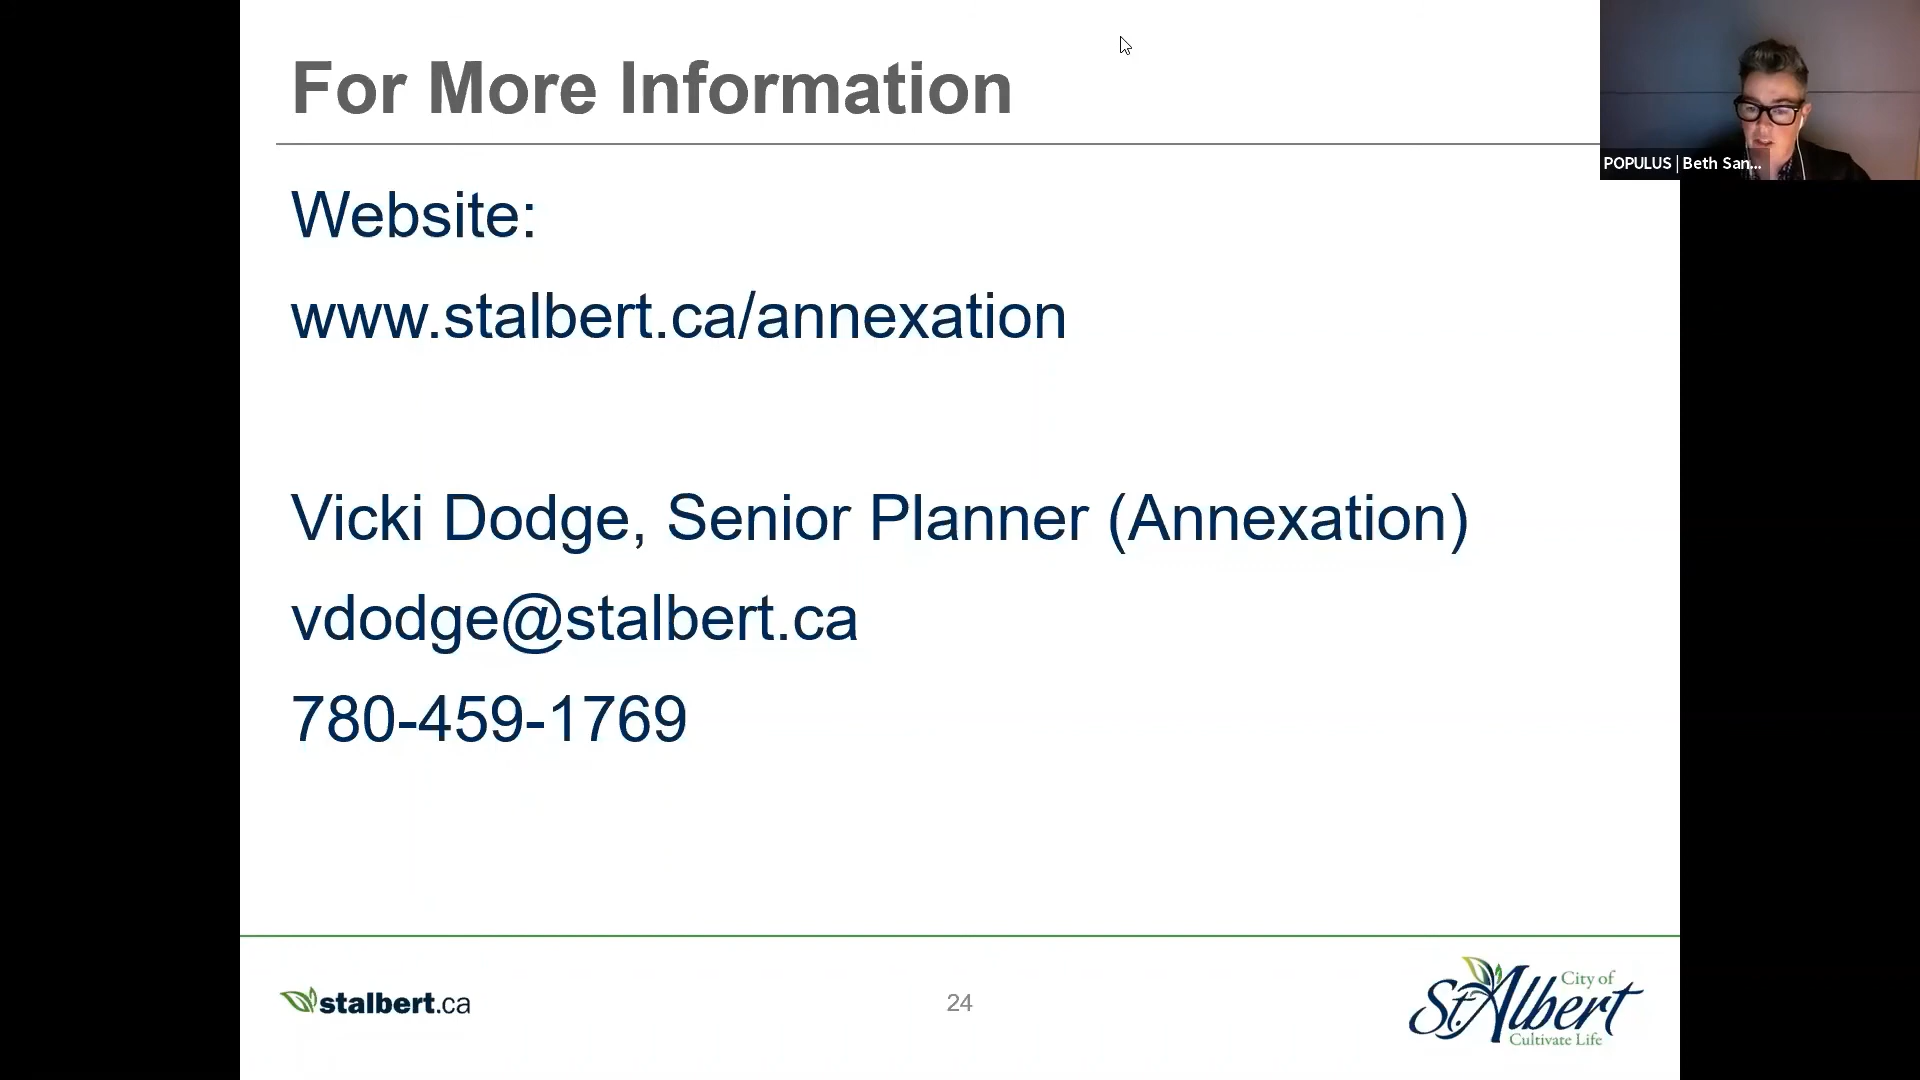 For More Information
POPULUS | Beth San...
Website:
www.stalbert.ca/annexation
Vicki Dodge, Senior Planner (Annexation)
vdodge@stalbert.ca
780-459-1769
stalbert.ca
24
City of
St. Albert
Cultivate Life